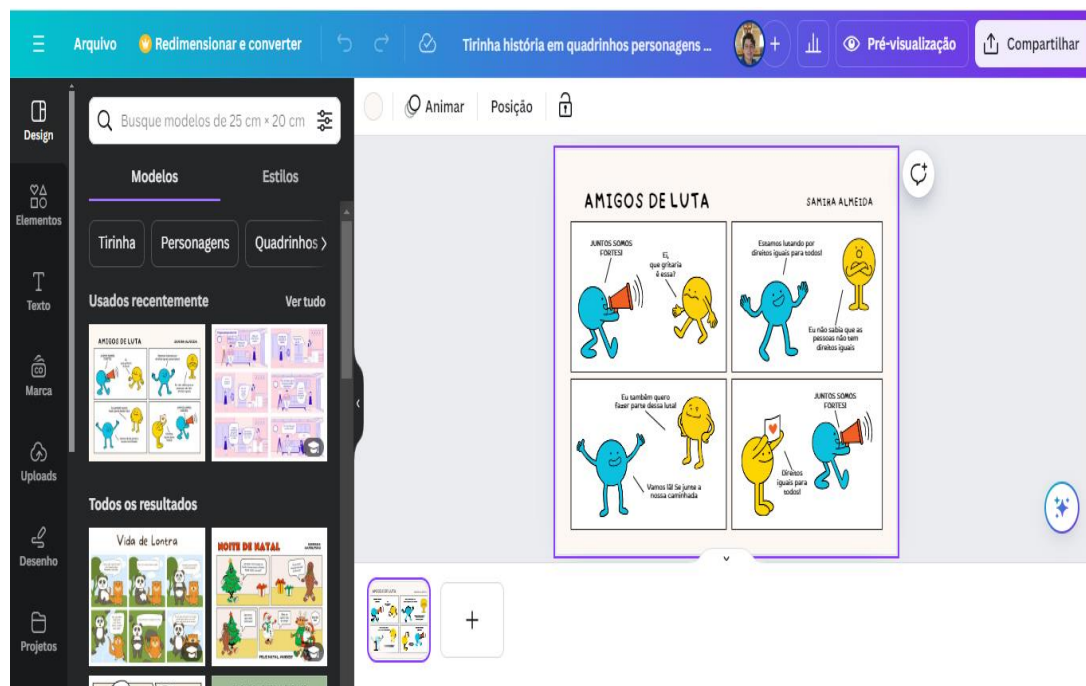 Arquivo
Redimensionar e converter
Tirinha história em quadrinhos personagens ...
+
Pré-visualização
Compartilhar
Design
Elementos
Texto
Marca
Uploads
Desenho
Projetos
Busque modelos de 25 cm × 20 cm
Modelos
Estilos
Tirinha
Personagens
Quadrinhos
Usados recentemente
Ver tudo
AMIGOS DE LUTA
Todos os resultados
Vida de Lontra
NOITE DE NATAL
Animar
Posição
AMIGOS DE LUTA
SAMIRA ALMEIDA
JUNTOS SOMOS
FORTES!
Ei,
que gritaria
é essa?
Estamos lutando por
direitos iguais para todos!
Eu não sabia que as
pessoas não tem
direitos iguais
Eu também quero
fazer parte dessa luta!
Vamos lá! Se junte a
nossa caminhada
Direitos
iguais para
todos!
JUNTOS SOMOS
FORTES!
+